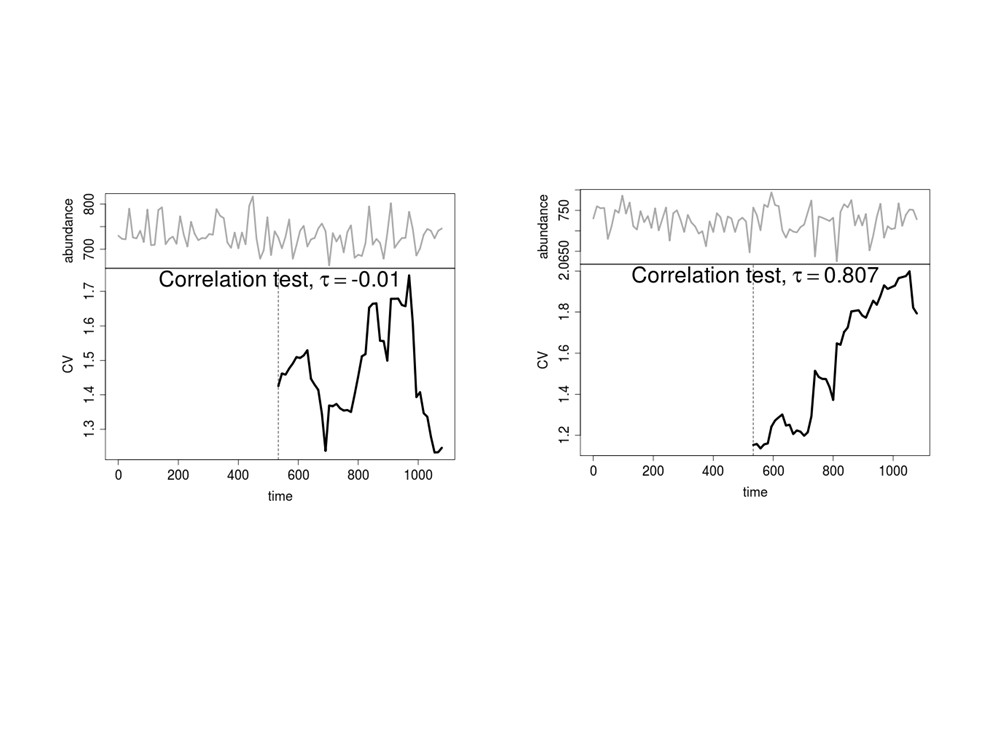 abundance
800
700
Correlation test, τ = -0.01
CV
1.7
1.6
1.5
1.4
1.3
0 200 400 600 800 1000
time
abundance
750
650
Correlation test, τ = 0.807
CV
2.0
1.8
1.6
1.4
1.2
0 200 400 600 800 1000
time